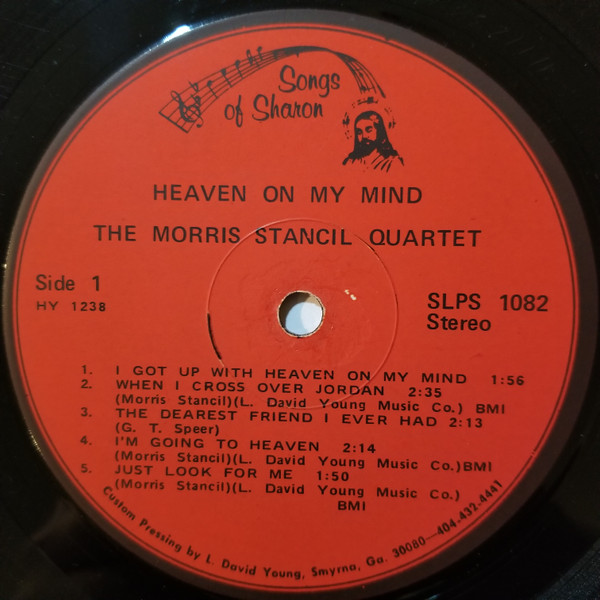 Songs
of Sharon
HEAVEN ON MY MIND
THE MORRIS STANCIL QUARTET
Side 1
HY 1238
SLPS 1082
Stereo
1. I GOT UP WITH HEAVEN ON MY MIND 1:56
2. WHEN I CROSS OVER JORDAN 2:35
(Morris Stancil)(L. David Young Music Co.) BMI
3. THE DEAREST FRIEND I EVER HAD 2:13
(G. T. Speer)
4. I'M GOING TO HEAVEN 2:14
(Morris Stancil)(L. David Young Music Co.)BMI
5. JUST LOOK FOR ME 1:50
(Morris Stancil)(L. David Young Music Co.)
BMI
Custom Pressing by L. David Young, Smyrna, Ga. 30080—404-432-4441